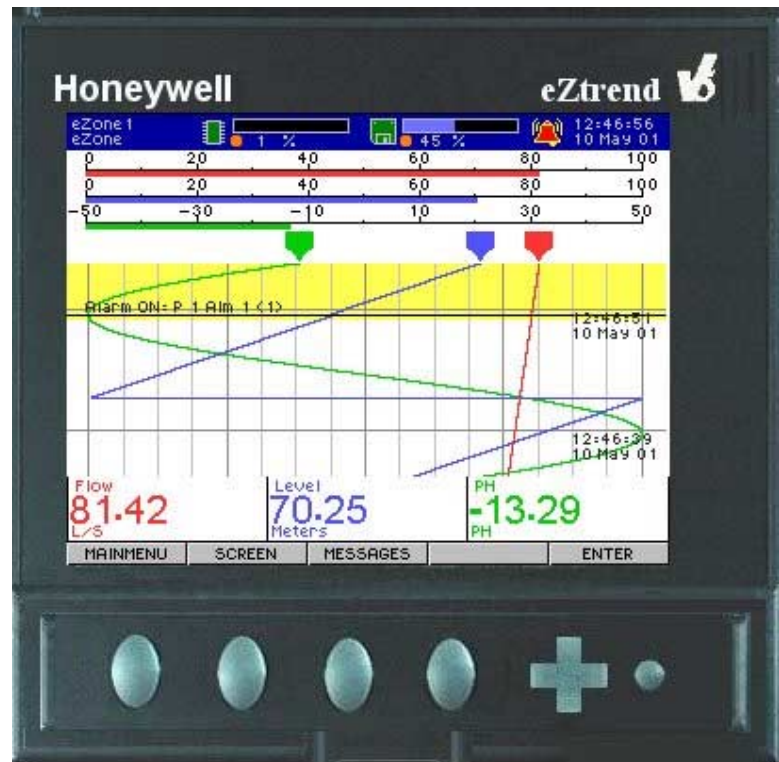 Honeywell eZtrend V5
eZone1 12:46:56
eZone 1 % 45 % 10 May 01
0 20 40 60 80 100
0 20 40 60 80 100
-50 -30 -10 10 30 50
Alarm ON: P 1 Alm 1 <1>
12:46:51
10 May 01
12:46:39
10 May 01
Flow Level PH
81.42 70.25 -13.29
L/S Meters PH
MAINMENU SCREEN MESSAGES ENTER